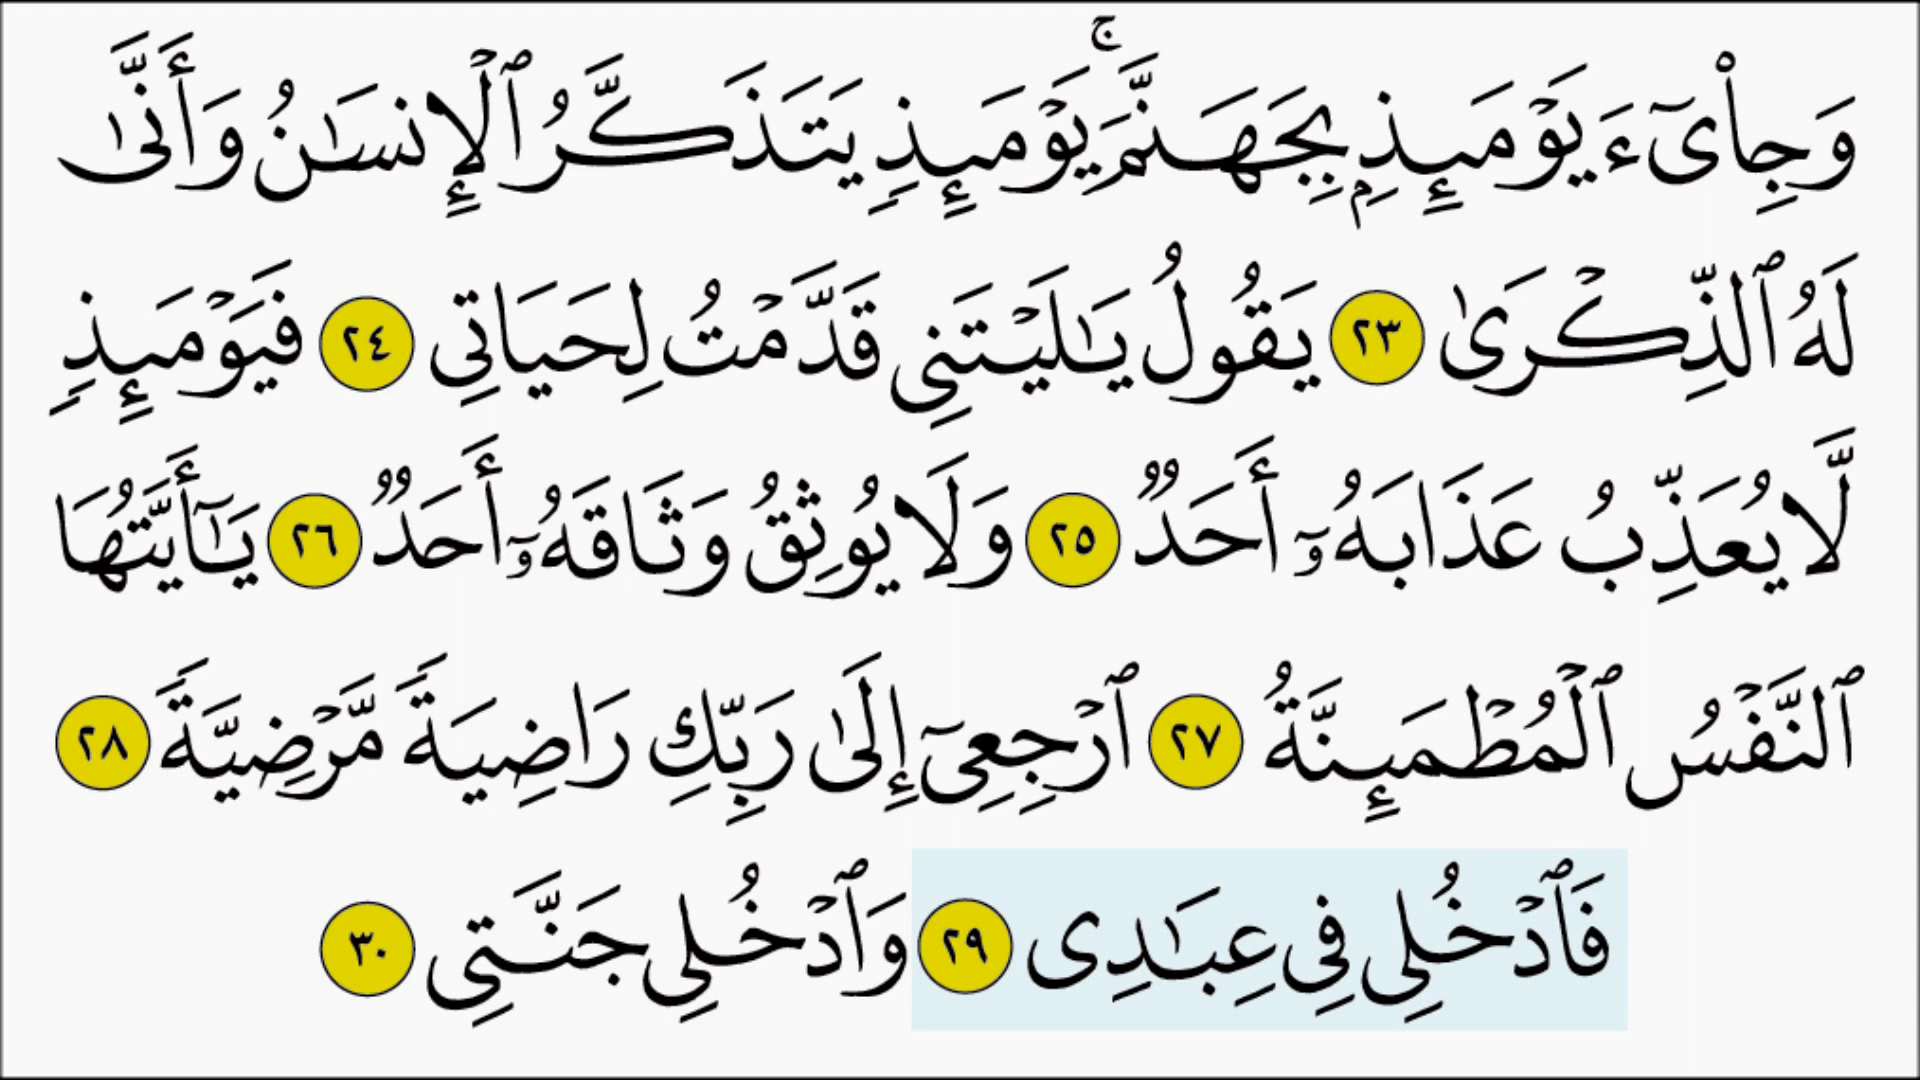 وَجِا۟ىٓءَ يَوْمَئِذِۭ بِجَهَنَّمَ ۚ يَوْمَئِذٍ يَتَذَكَّرُ ٱلْإِنسَـٰنُ وَأَنَّىٰ
لَهُ ٱلذِّكْرَىٰ ٢٣ يَقُولُ يَـٰلَيْتَنِى قَدَّمْتُ لِحَيَاتِى ٢٤ فَيَوْمَئِذٍ
لَّا يُعَذِّبُ عَذَابَهُۥٓ أَحَدٌ ٢٥ وَلَا يُوثِقُ وَثَاقَهُۥٓ أَحَدٌ ٢٦ يَـٰٓأَيَّتُهَا
ٱلنَّفْسُ ٱلْمُطْمَئِنَّةُ ٢٧ ٱرْجِعِىٓ إِلَىٰ رَبِّكِ رَاضِيَةً مَّرْضِيَّةً ٢٨
فَٱدْخُلِى فِى عِبَـٰدِى ٢٩ وَٱدْخُلِى جَنَّتِى ٣٠